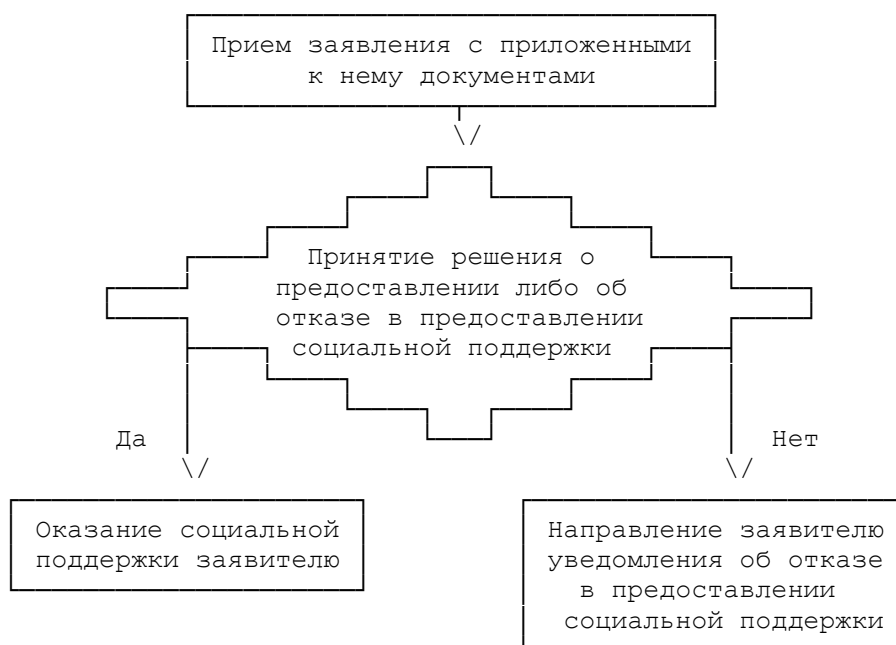 Прием заявления с приложенными
к нему документами
Принятие решения о
предоставлении либо об
отказе в предоставлении
социальной поддержки
Да
Нет
Оказание социальной
поддержки заявителю
Направление заявителю
уведомления об отказе
в предоставлении
социальной поддержки